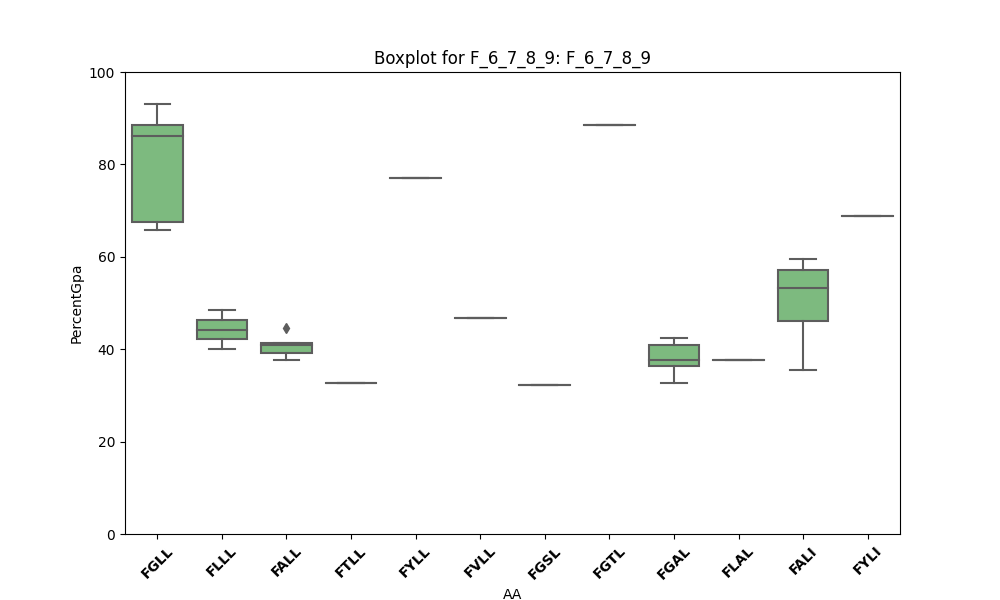 Boxplot for F_6_7_8_9: F_6_7_8_9
PercentGpa
100
80
60
40
20
0
FGLL FLLL FALL FTLL FYLL FVLL FGSL FGTL FGAL FLAL FALI FYLI
AA